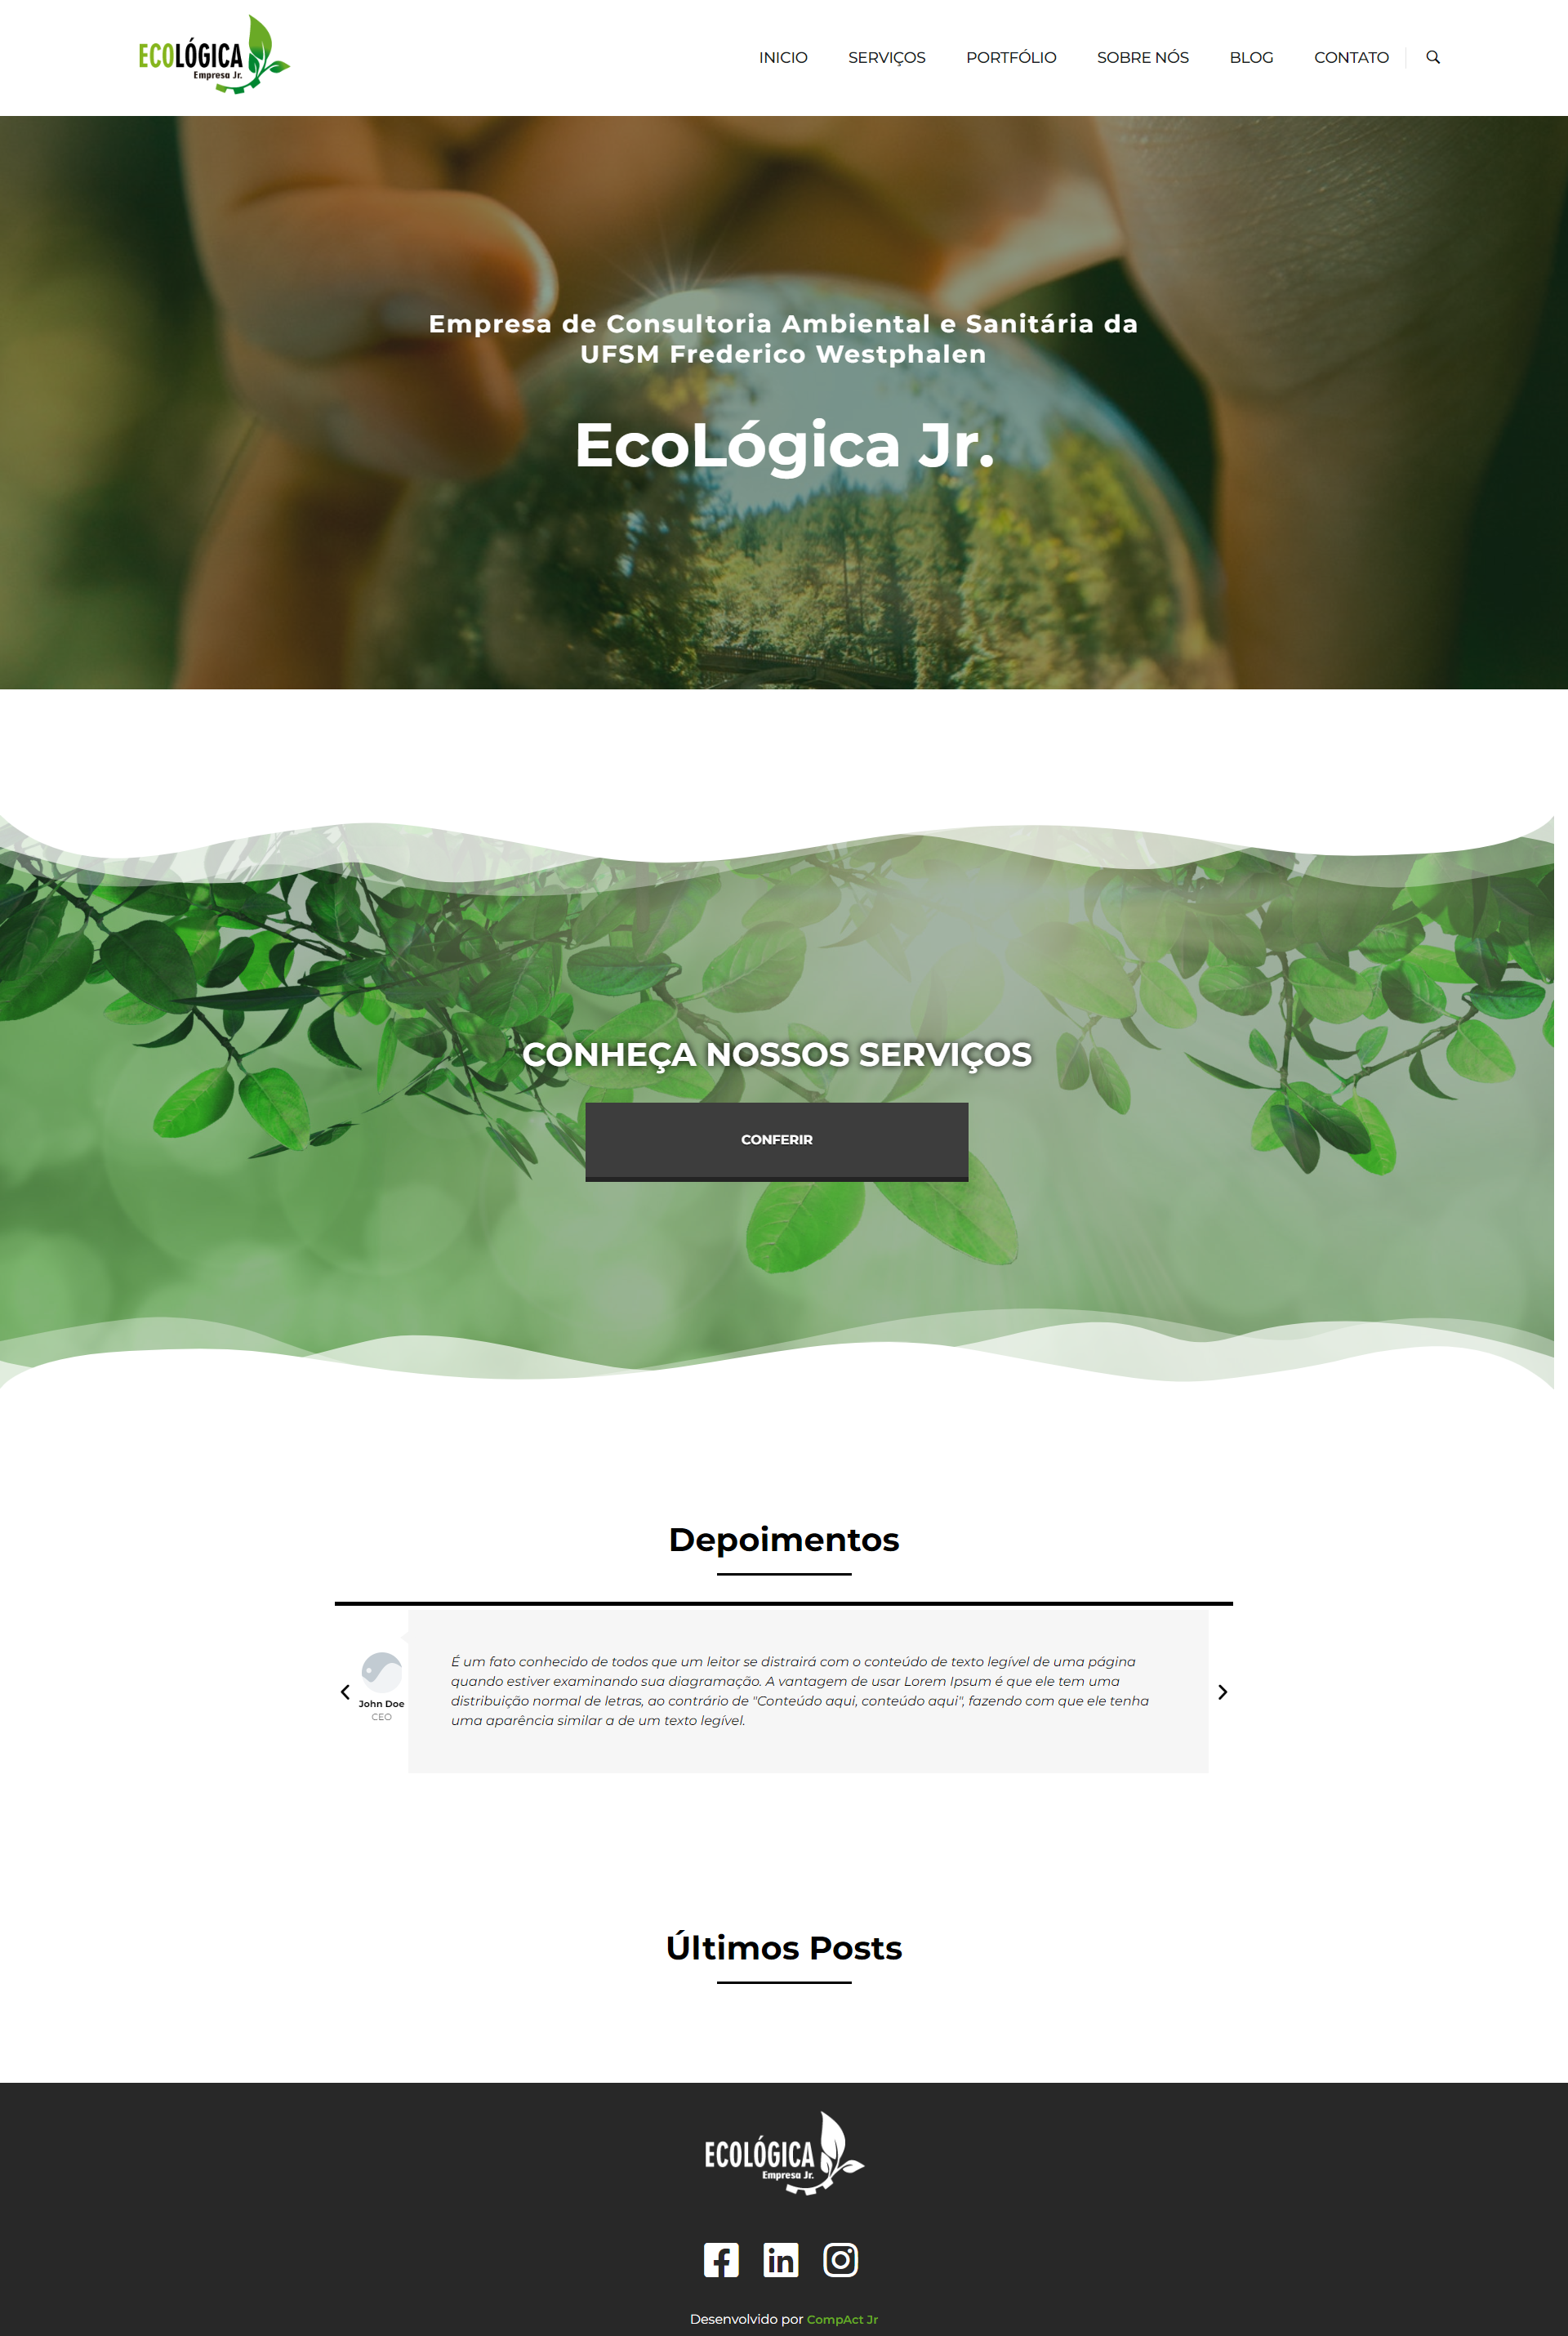 ECOLÓGICA
Empresa Jr.
INICIO SERVIÇOS PORTFÓLIO SOBRE NÓS BLOG CONTATO
Empresa de Consultoria Ambiental e Sanitária da
UFSM Frederico Westphalen
EcoLógica Jr.
CONHEÇA NOSSOS SERVIÇOS
CONFERIR
Depoimentos
É um fato conhecido de todos que um leitor se distrairá com o conteúdo de texto legível de uma página
quando estiver examinando sua diagramação. A vantagem de usar Lorem Ipsum é que ele tem uma
distribuição normal de letras, ao contrário de "Conteúdo aqui, conteúdo aqui", fazendo com que ele tenha
uma aparência similar a de um texto legível.
John Doe
CEO
Últimos Posts
ECOLÓGICA
Empresa Jr.
Desenvolvido por CompAct Jr